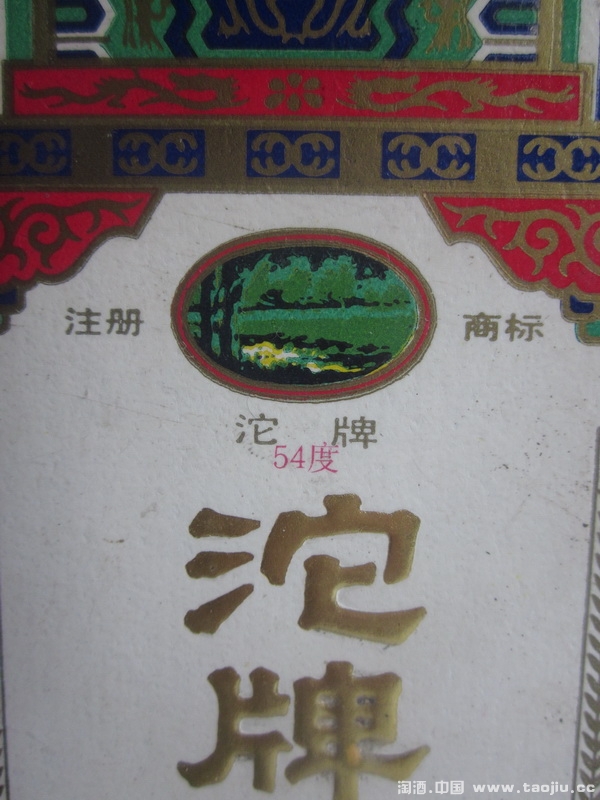 注册 商标
沱牌
54度
沱
牌
淘酒.中国 www.taojiu.cc